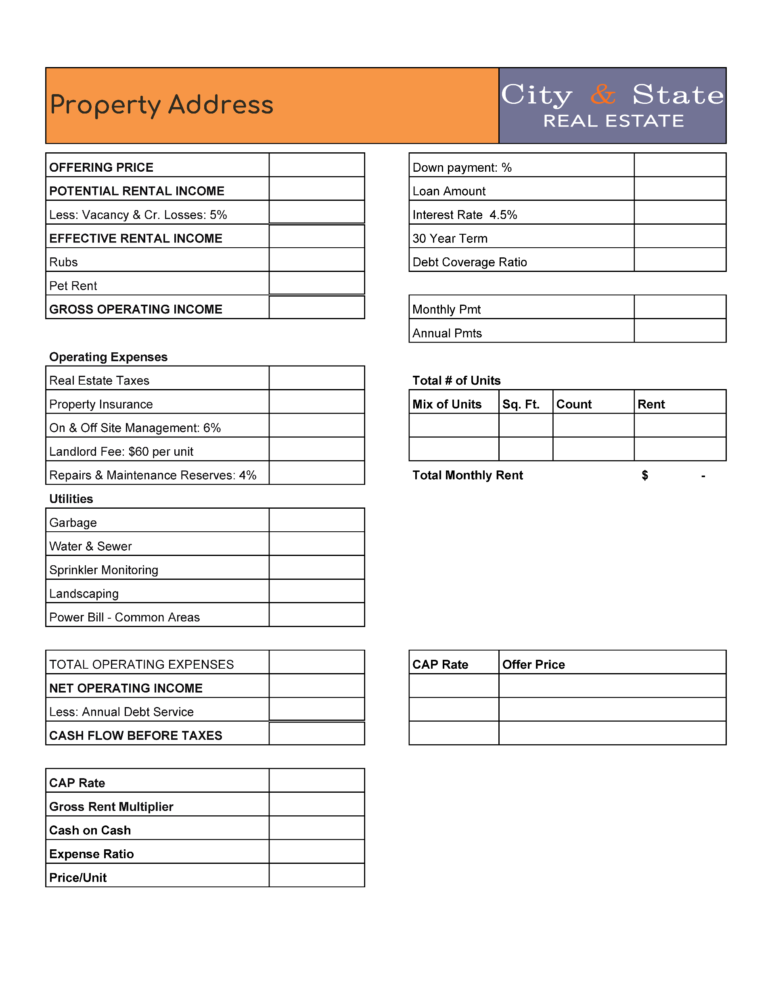 Property Address
City & State
REAL ESTATE
OFFERING PRICE
POTENTIAL RENTAL INCOME
Less: Vacancy & Cr. Losses: 5%
EFFECTIVE RENTAL INCOME
Rubs
Pet Rent
GROSS OPERATING INCOME
Down payment: %
Loan Amount
Interest Rate 4.5%
30 Year Term
Debt Coverage Ratio
Monthly Pmt
Annual Pmts
Operating Expenses
Real Estate Taxes
Property Insurance
On & Off Site Management: 6%
Landlord Fee: $60 per unit
Repairs & Maintenance Reserves: 4%
Total # of Units
Mix of Units Sq. Ft. Count Rent
Total Monthly Rent $ -
Utilities
Garbage
Water & Sewer
Sprinkler Monitoring
Landscaping
Power Bill - Common Areas
TOTAL OPERATING EXPENSES
NET OPERATING INCOME
Less: Annual Debt Service
CASH FLOW BEFORE TAXES
CAP Rate Offer Price
CAP Rate
Gross Rent Multiplier
Cash on Cash
Expense Ratio
Price/Unit